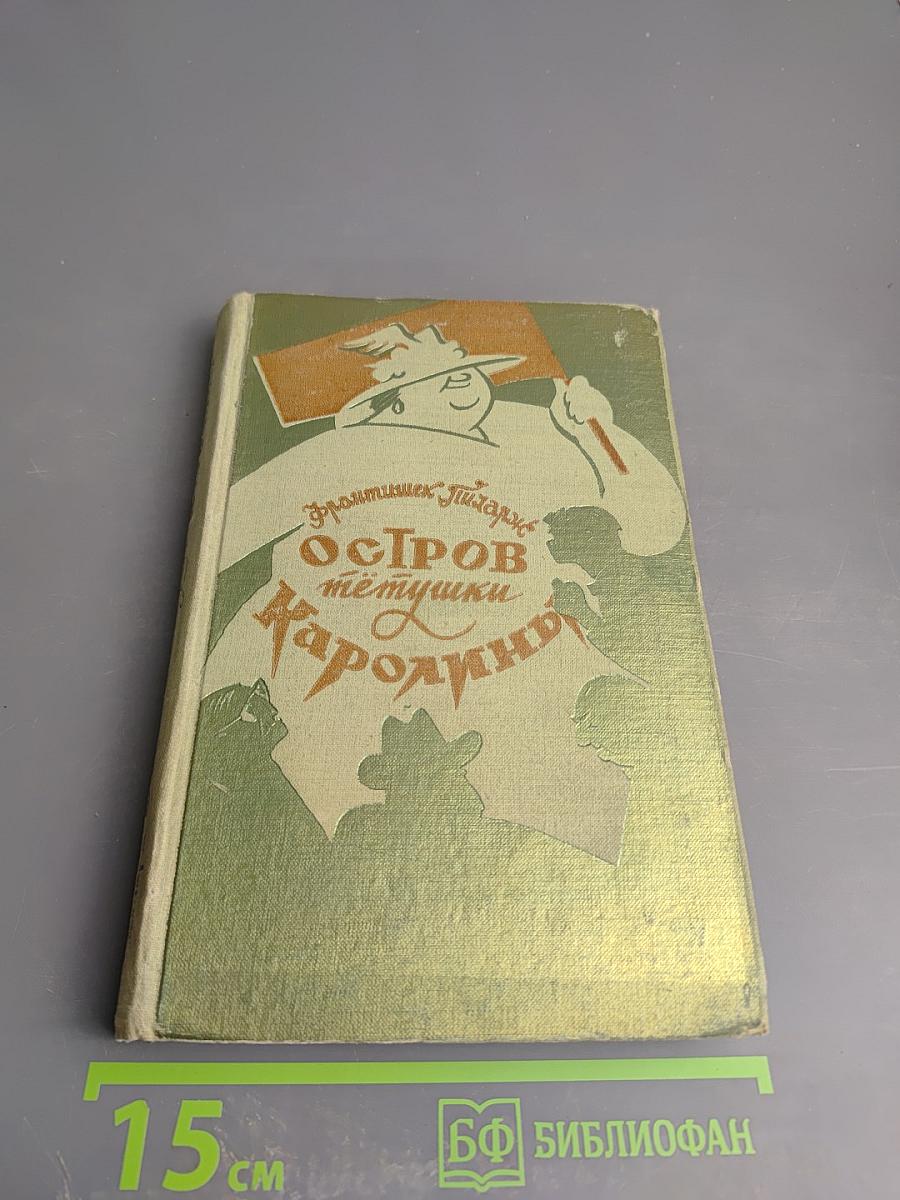 Франтишек Пиларж
ОСТРОВ
тётушки
Каролины
15 см
БФ БИБЛИОФАН